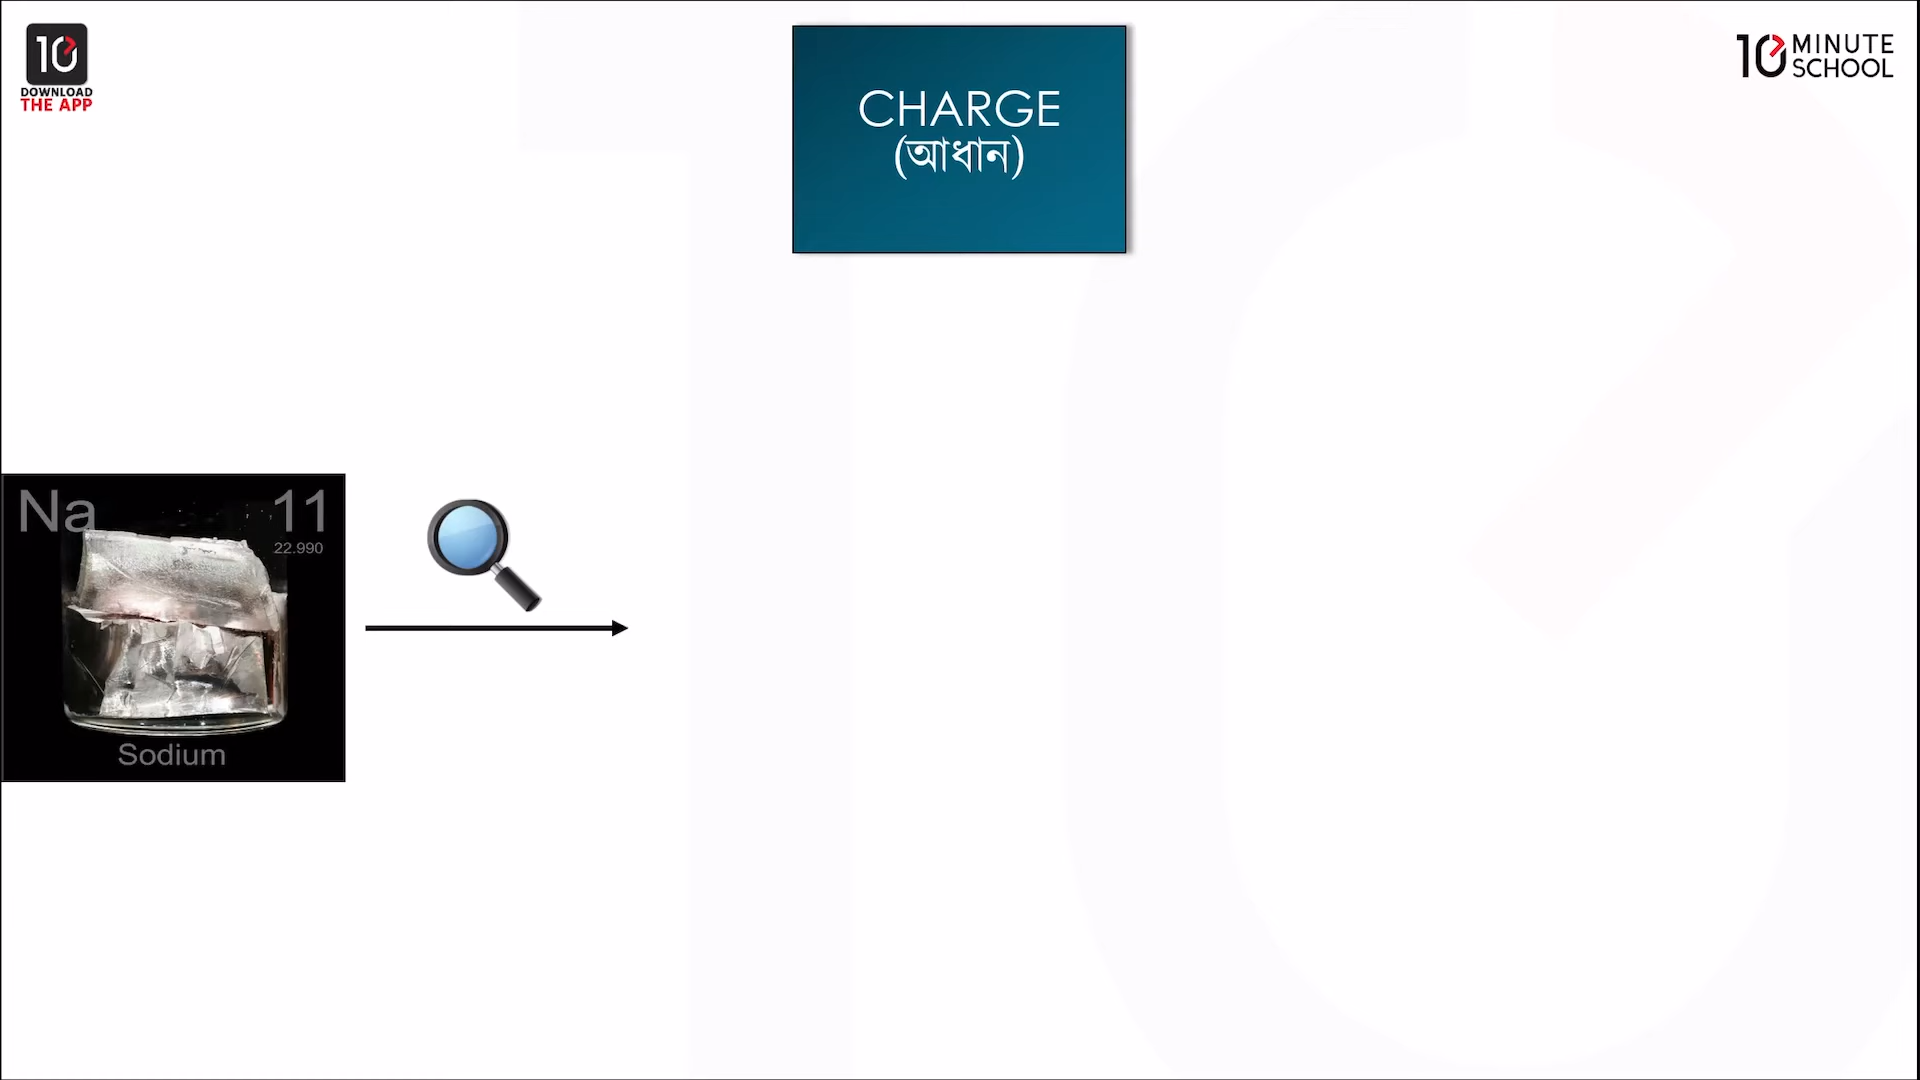 10
DOWNLOAD
THE APP
CHARGE
(আধান)
10 MINUTE
SCHOOL
Na
11
22.990
Sodium